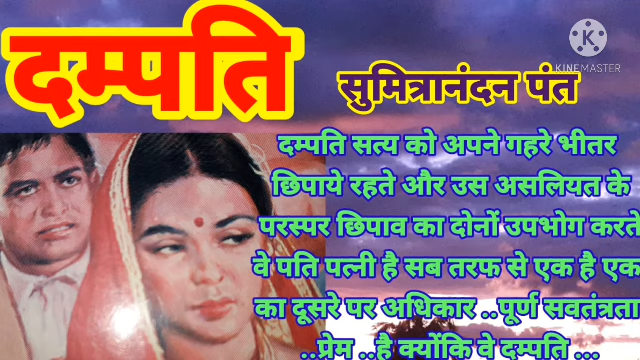 दम्पति
KINEMASTER
सुमित्रानंदन पंत
दम्पति सत्य को अपने गहरे भीतर
छिपाये रहते और उस असलियत के
परस्पर छिपाव का दोनों उपभोग करते
वे पति पत्नी है सब तरफ से एक है एक
का दूसरे पर अधिकार ..पूर्ण सवतंत्रता
..प्रेम ..है क्योंकि वे दम्पति ...